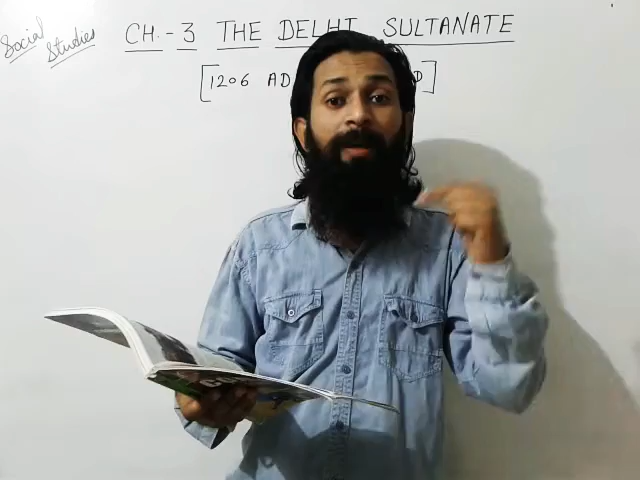 Social
Studies
CH.-3 THE DELHI SULTANATE
[1206 AD D]